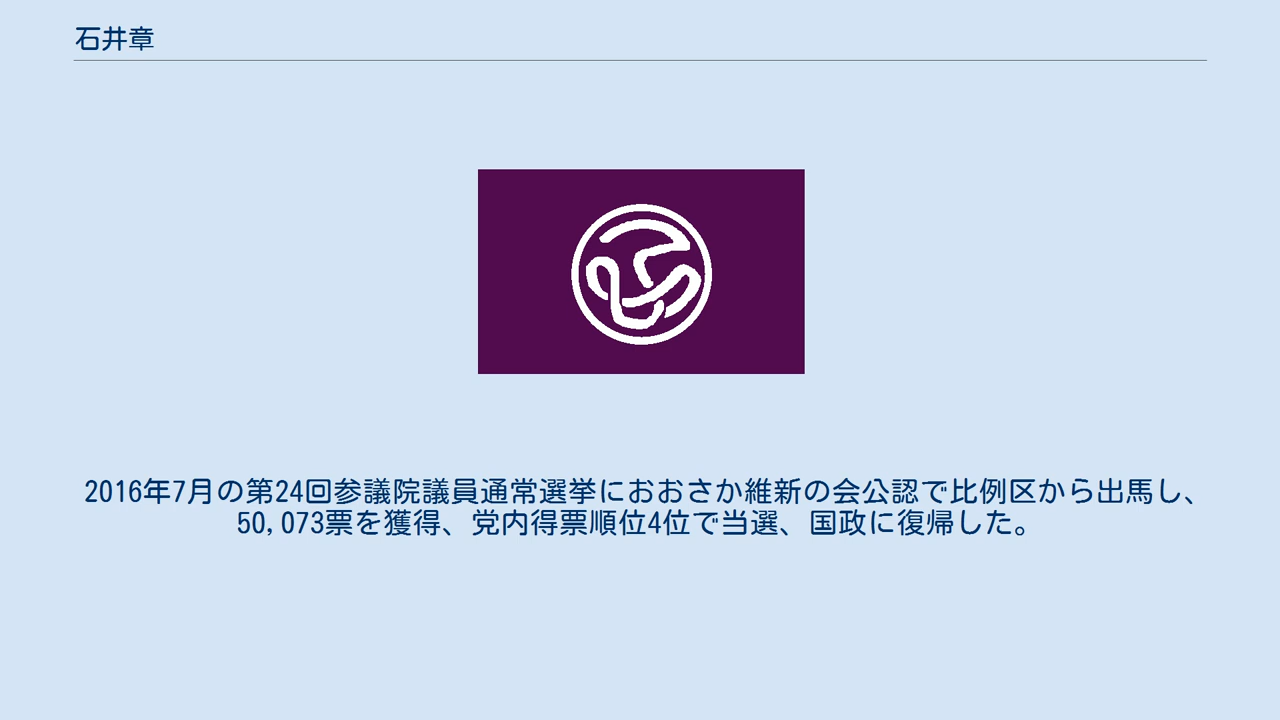 石井章
2016年7月の第24回参議院議員通常選挙におおさか維新の会公認で比例区から出馬し、
50,073票を獲得、党内得票順位4位で当選、国政に復帰した。